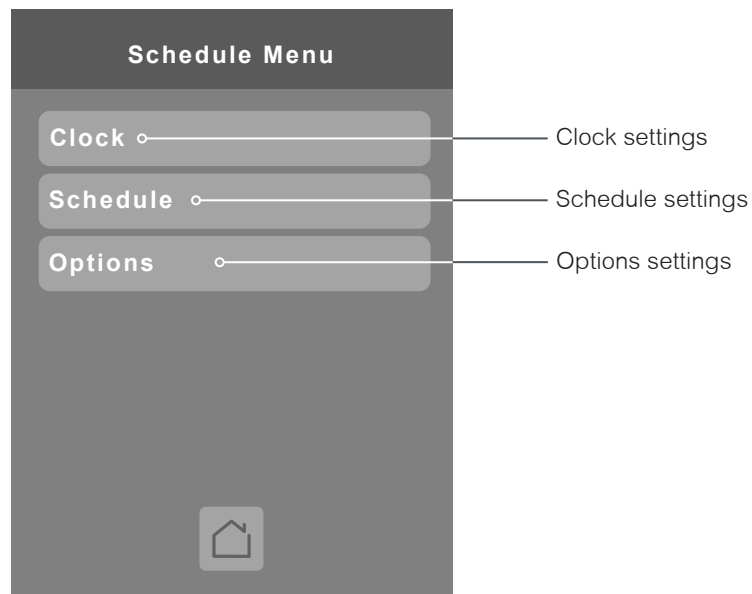 Schedule Menu
Clock
Clock settings
Schedule
Schedule settings
Options
Options settings